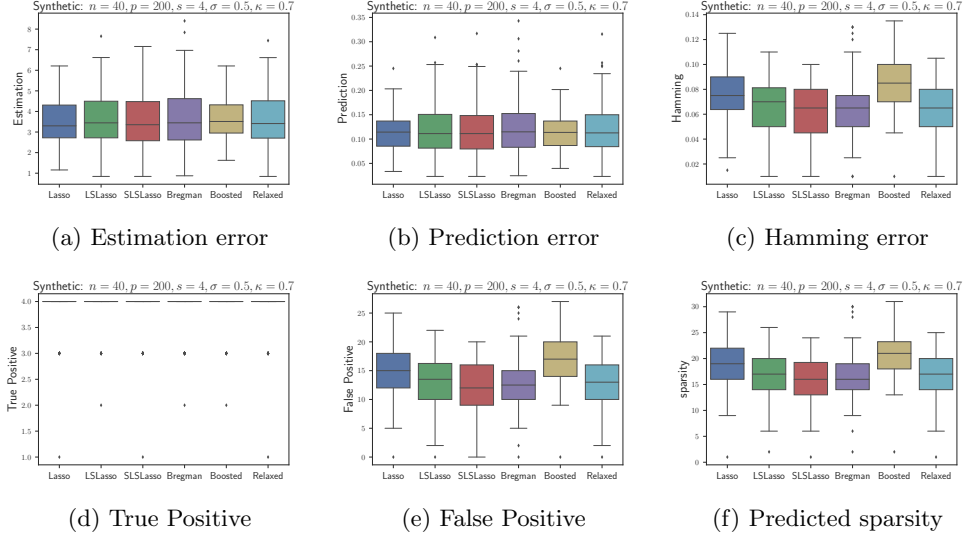 Synthetic: n = 40, p = 200, s = 4, σ = 0.5, κ = 0.7
8
7
6
5
4
3
2
1
Estimation
Lasso LSLasso SLSLasso Bregman Boosted Relaxed
(a) Estimation error
Synthetic: n = 40, p = 200, s = 4, σ = 0.5, κ = 0.7
0.35
0.30
0.25
0.20
0.15
0.10
0.05
Prediction
Lasso LSLasso SLSLasso Bregman Boosted Relaxed
(b) Prediction error
Synthetic: n = 40, p = 200, s = 4, σ = 0.5, κ = 0.7
0.14
0.12
0.10
0.08
0.06
0.04
0.02
Hamming
Lasso LSLasso SLSLasso Bregman Boosted Relaxed
(c) Hamming error
Synthetic: n = 40, p = 200, s = 4, σ = 0.5, κ = 0.7
4.0
3.5
3.0
2.5
2.0
1.5
1.0
True Positive
Lasso LSLasso SLSLasso Bregman Boosted Relaxed
(d) True Positive
Synthetic: n = 40, p = 200, s = 4, σ = 0.5, κ = 0.7
25
20
15
10
5
0
False Positive
Lasso LSLasso SLSLasso Bregman Boosted Relaxed
(e) False Positive
Synthetic: n = 40, p = 200, s = 4, σ = 0.5, κ = 0.7
30
25
20
15
10
5
0
sparsity
Lasso LSLasso SLSLasso Bregman Boosted Relaxed
(f) Predicted sparsity